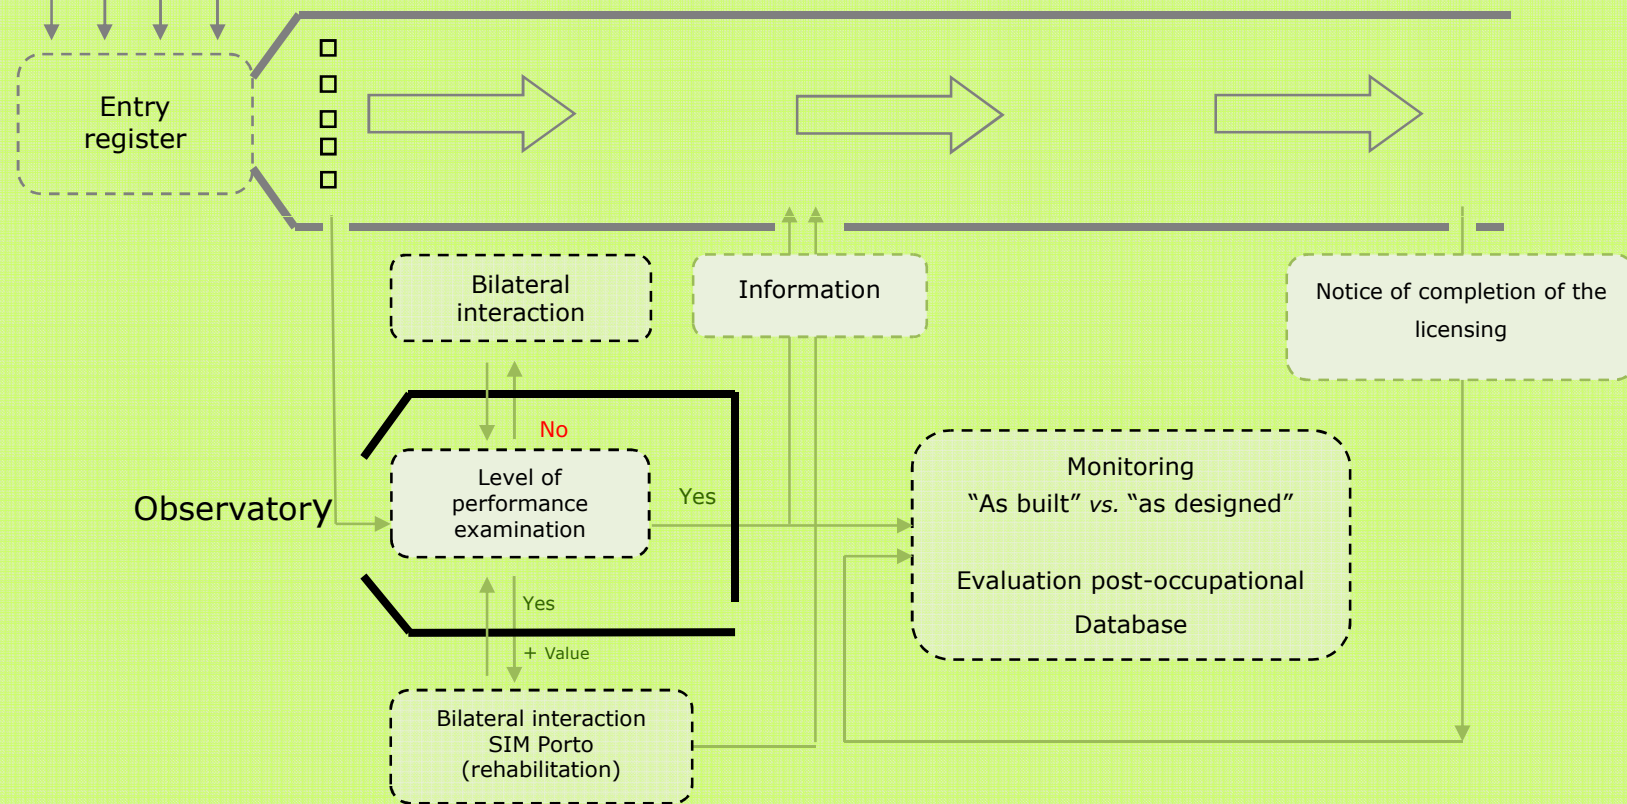 Entry
register
Bilateral
interaction
Information
Notice of completion of the
licensing
No
Observatory
Level of
performance
examination
Yes
Monitoring
“As built” vs. “as designed”
Evaluation post-occupational
Database
Yes
+ Value
Bilateral interaction
SIM Porto
(rehabilitation)